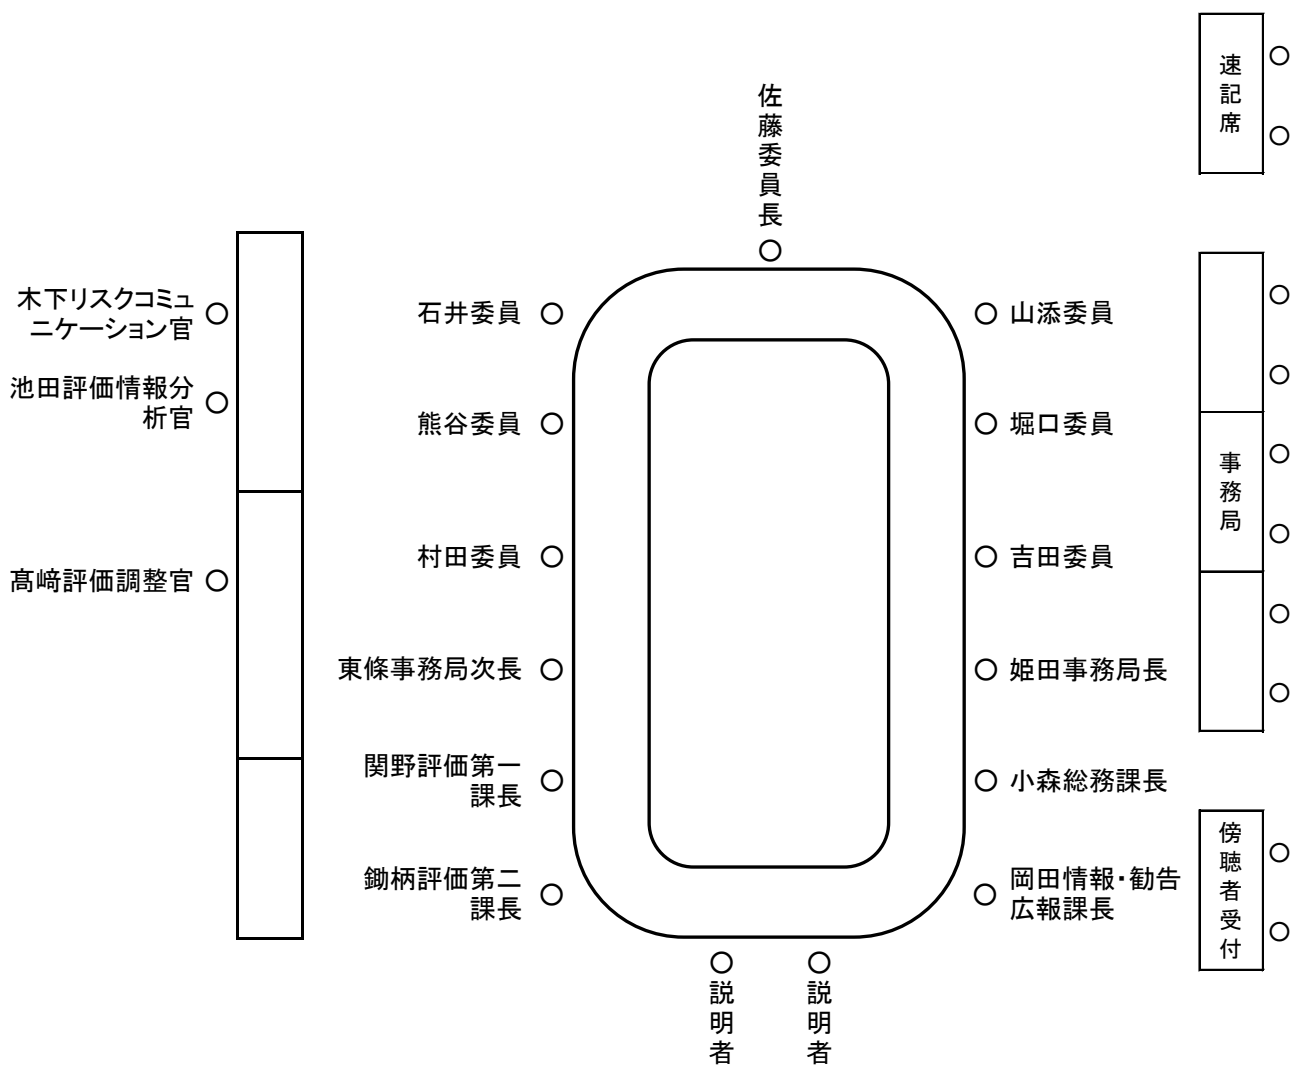 速記席
佐藤委員長
木下リスクコミュ
ニケーション官
石井委員
山添委員
池田評価情報分
析官
熊谷委員
堀口委員
事務局
村田委員
吉田委員
髙﨑評価調整官
東條事務局次長
姫田事務局長
関野評価第一
課長
小森総務課長
鋤柄評価第二
課長
岡田情報・勧告
広報課長
傍聴者受付
説明者
説明者